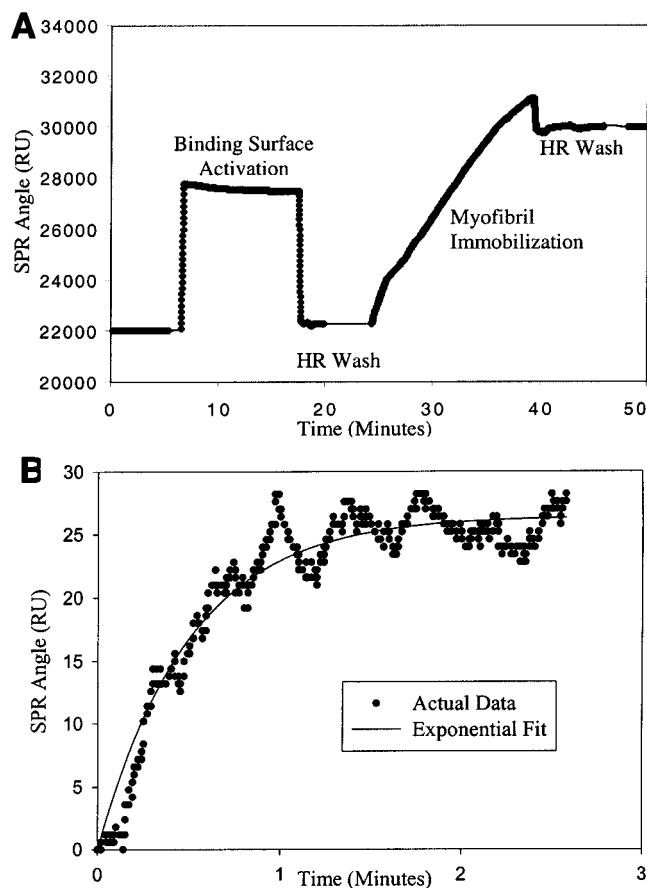 A
34000
32000
30000
28000
26000
24000
22000
20000
SPR Angle (RU)
Binding Surface
Activation
HR Wash
Myofibril
Immobilization
HR Wash
0
10
20
30
40
50
Time (Minutes)
B
30
25
20
15
10
5
0
SPR Angle (RU)
Actual Data
Exponential Fit
0
1
2
3
Time (Minutes)